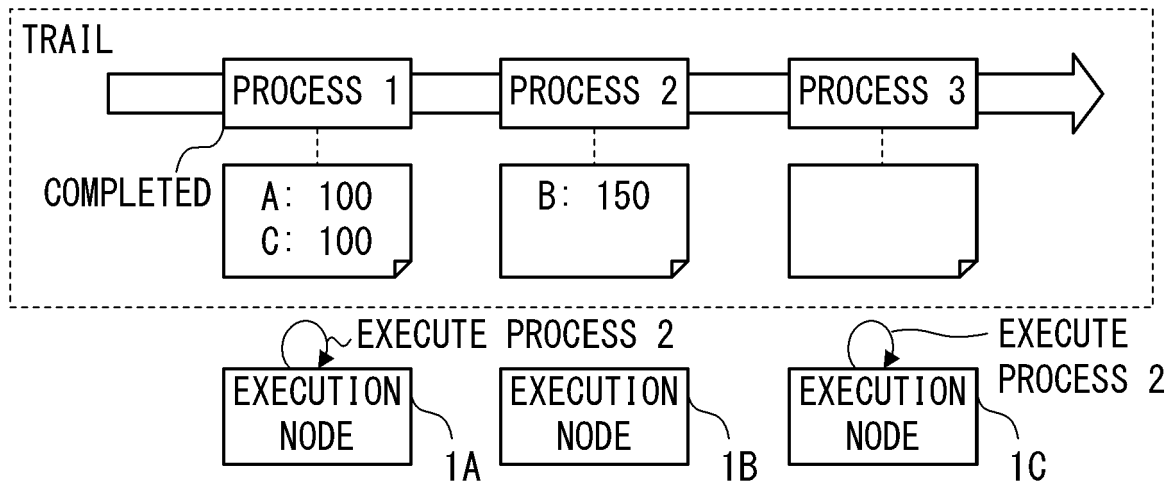 TRAIL
PROCESS 1
PROCESS 2
PROCESS 3
COMPLETED
A: 100
C: 100
B: 150
EXECUTE PROCESS 2
EXECUTE
PROCESS 2
EXECUTION
NODE
1A
EXECUTION
NODE
1B
EXECUTION
NODE
1C